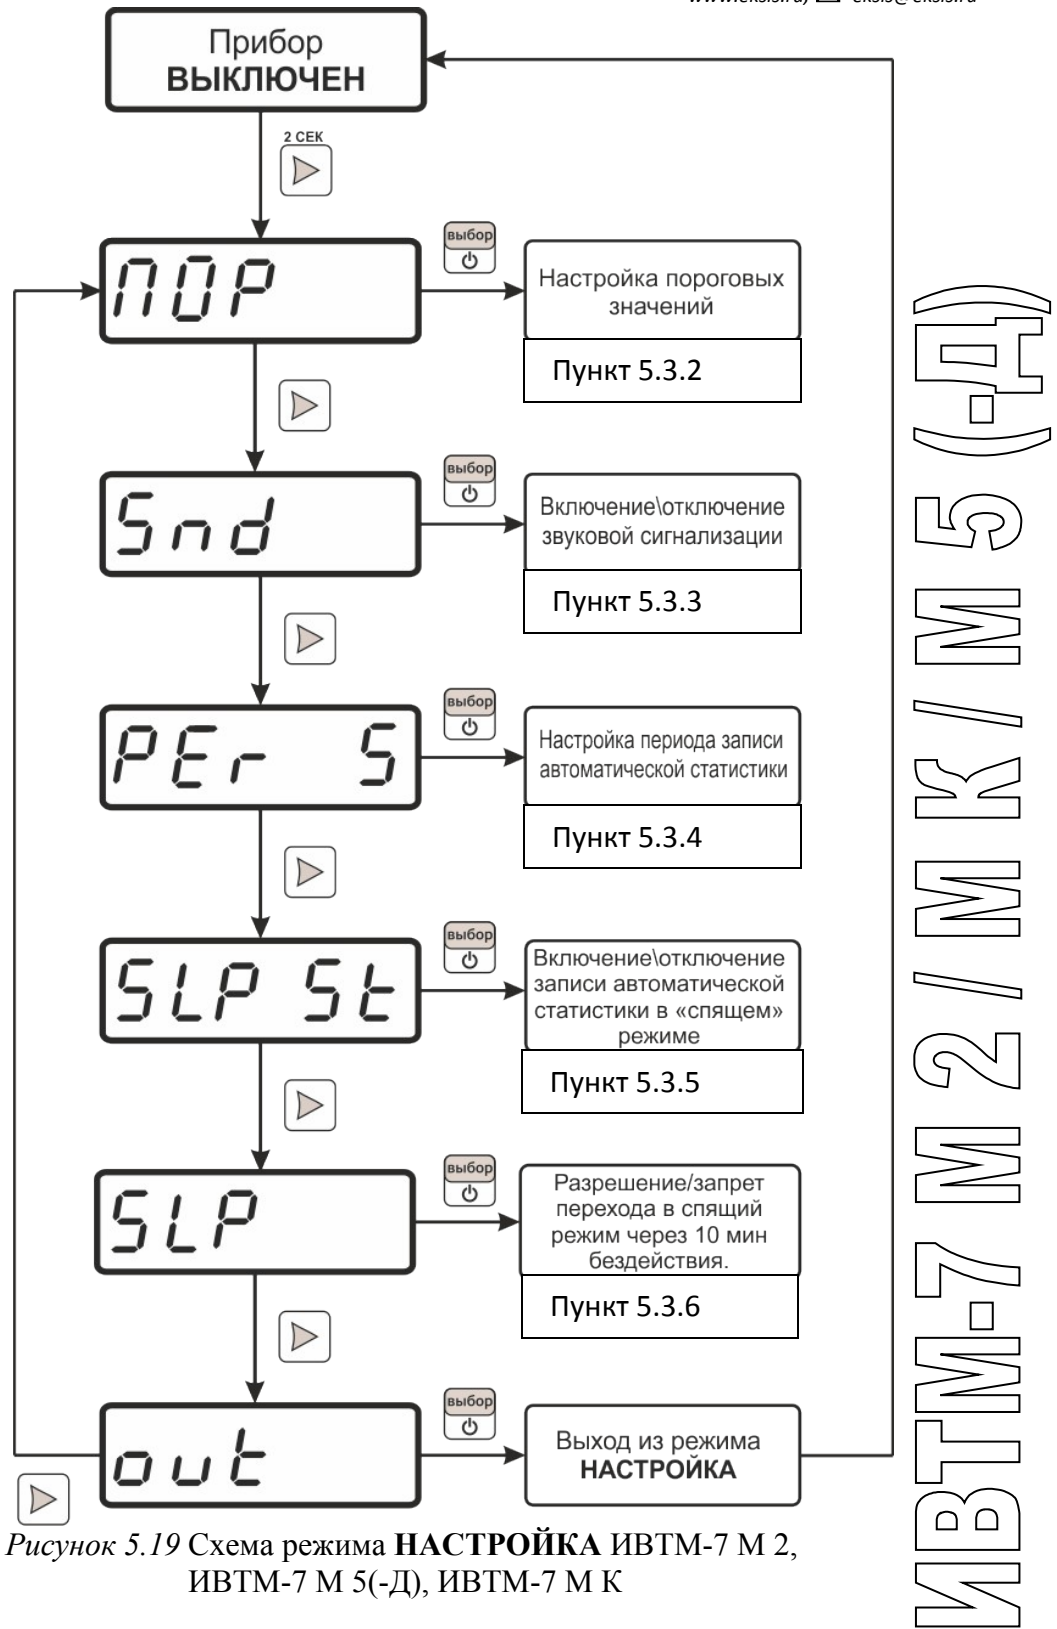 Прибор
ВЫКЛЮЧЕН
2 СЕК
ПОР
выбор
Настройка пороговых
значений
Пункт 5.3.2
Snd
выбор
Включение\отключение
звуковой сигнализации
Пункт 5.3.3
PEr S
выбор
Настройка периода записи
автоматической статистики
Пункт 5.3.4
SLP St
выбор
Включение\отключение
записи автоматической
статистики в «спящем»
режиме
Пункт 5.3.5
SLP
выбор
Разрешение/запрет
перехода в спящий
режим через 10 мин
бездействия.
Пункт 5.3.6
out
выбор
Выход из режима
НАСТРОЙКА
Рисунок 5.19 Схема режима НАСТРОЙКА ИВТМ-7 М 2,
ИВТМ-7 М 5(-Д), ИВТМ-7 М К
ИВТМ-7 М 2 / М К / М 5 (-Д)